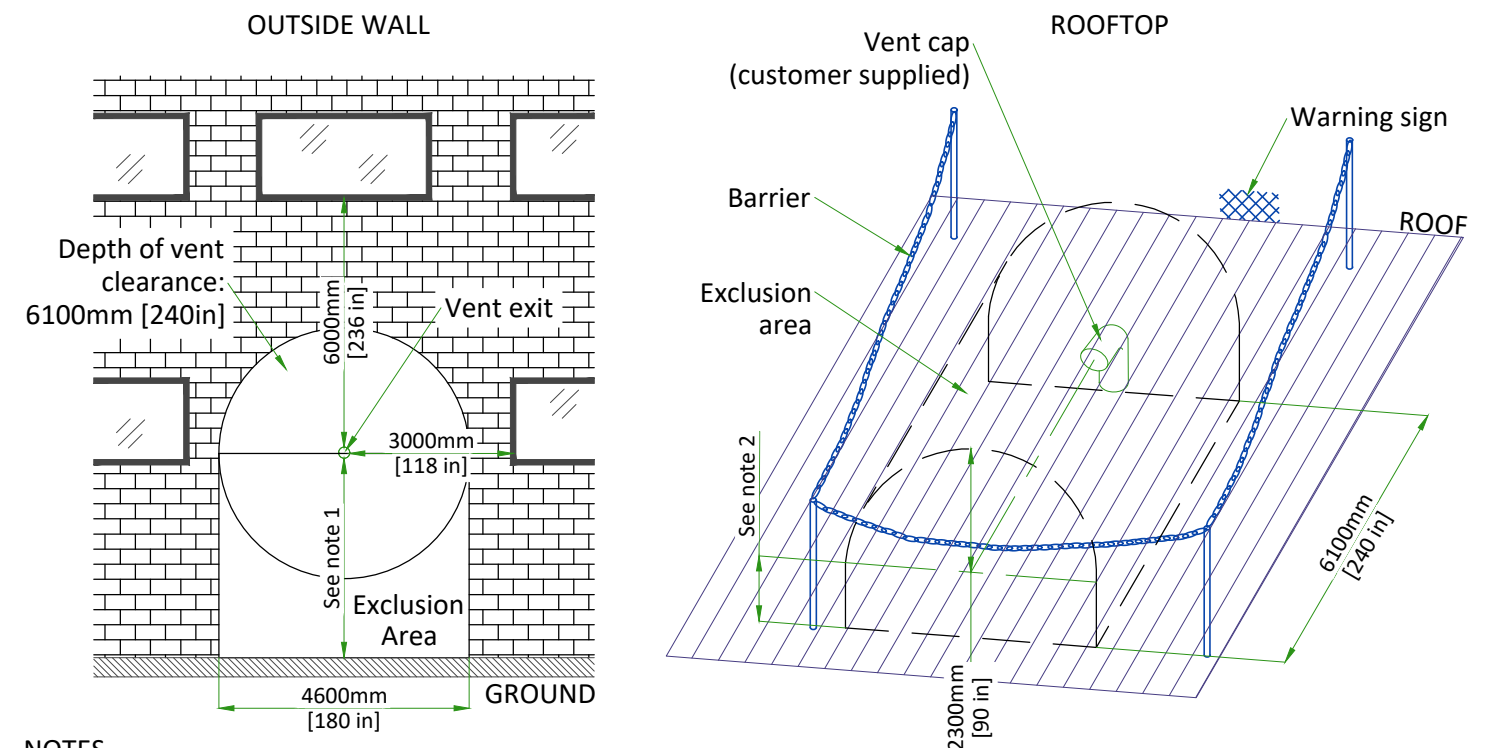 OUTSIDE WALL
Depth of vent
clearance:
6100mm [240in]
6000mm
[236 in]
Vent exit
3000mm
[118 in]
See note 1
Exclusion
Area
4600mm
[180 in]
GROUND
NOTES
ROOFTOP
Vent cap
(customer supplied)
Warning sign
Barrier
ROOF
Exclusion
area
See note 2
6100mm
[240 in]
2300mm
[90 in]